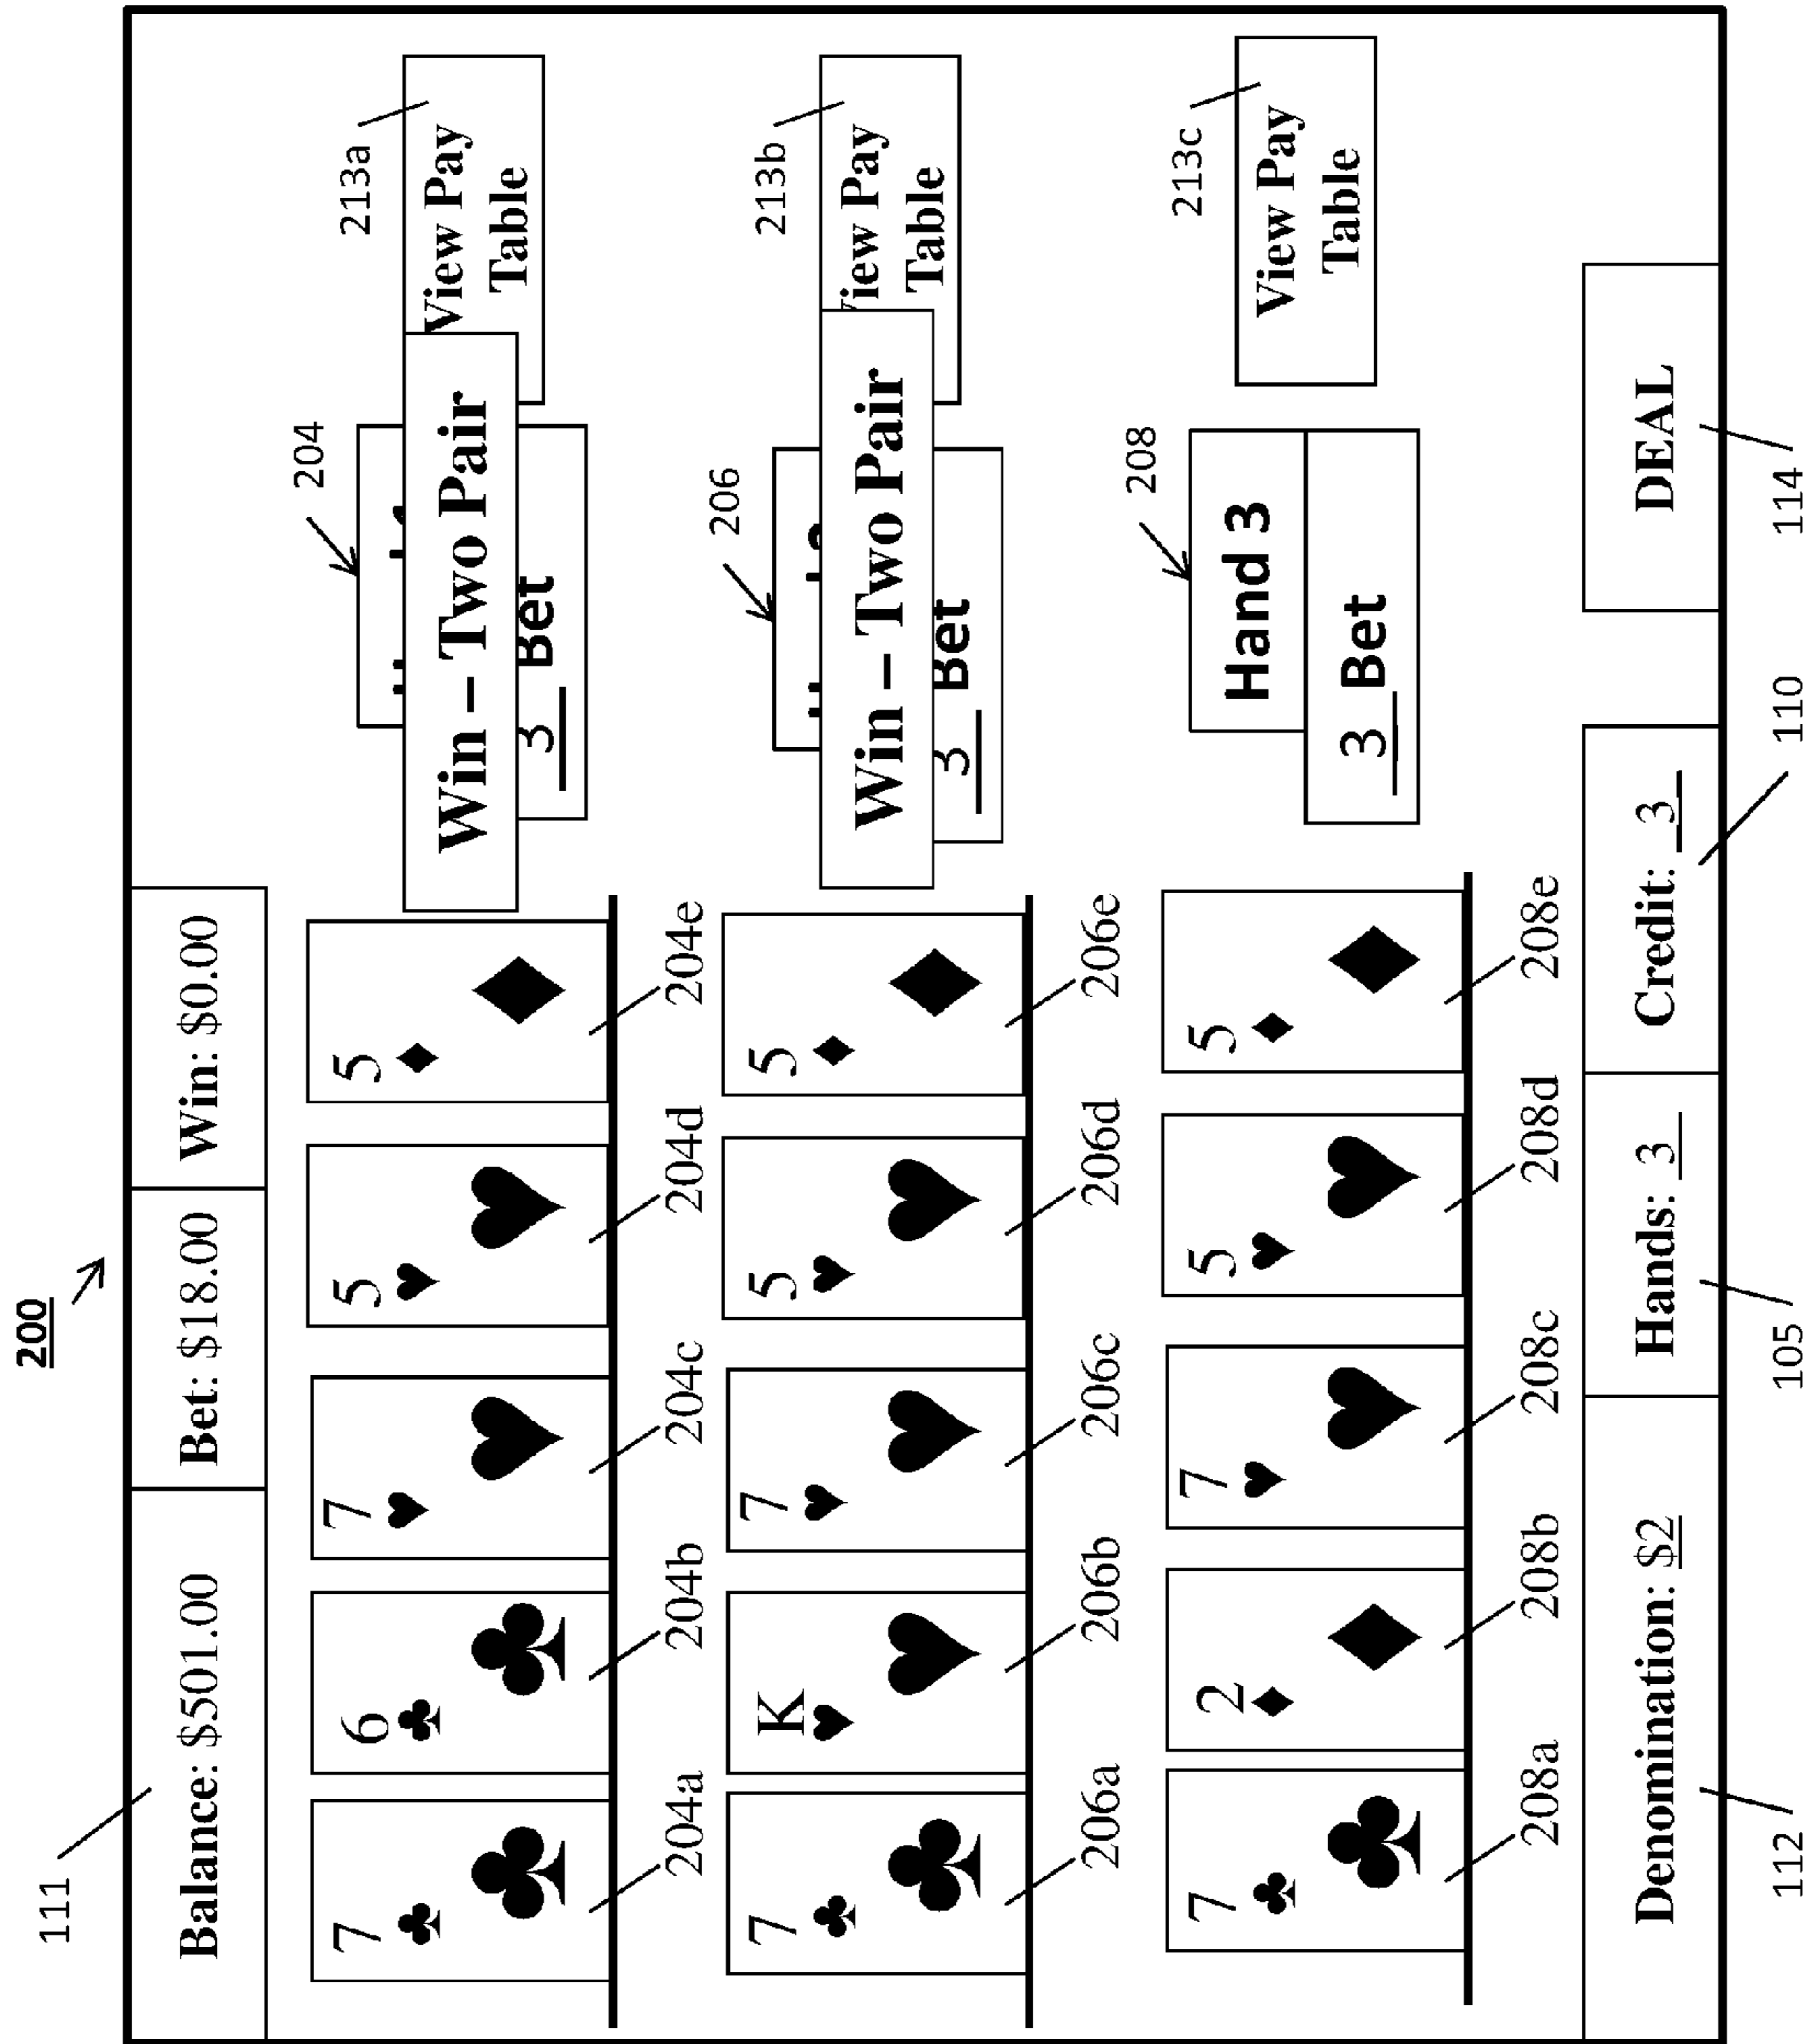 200
111
Balance: $501.00 Bet: $18.00 Win: $0.00
7 6 7 5 5
204
213a
Win – Two Pair
3 Bet
View Pay
Table
204a 204b 204c 204d 204e
7 K 7 5 5
206
213b
Win – Two Pair
3 Bet
View Pay
Table
206a 206b 206c 206d 206e
7 2 7 5 5
208
213c
Hand 3
3 Bet
View Pay
Table
208a 208b 208c 208d 208e
Denomination: $2 Hands: 3 Credit: 3 DEAL
112 105 110 114